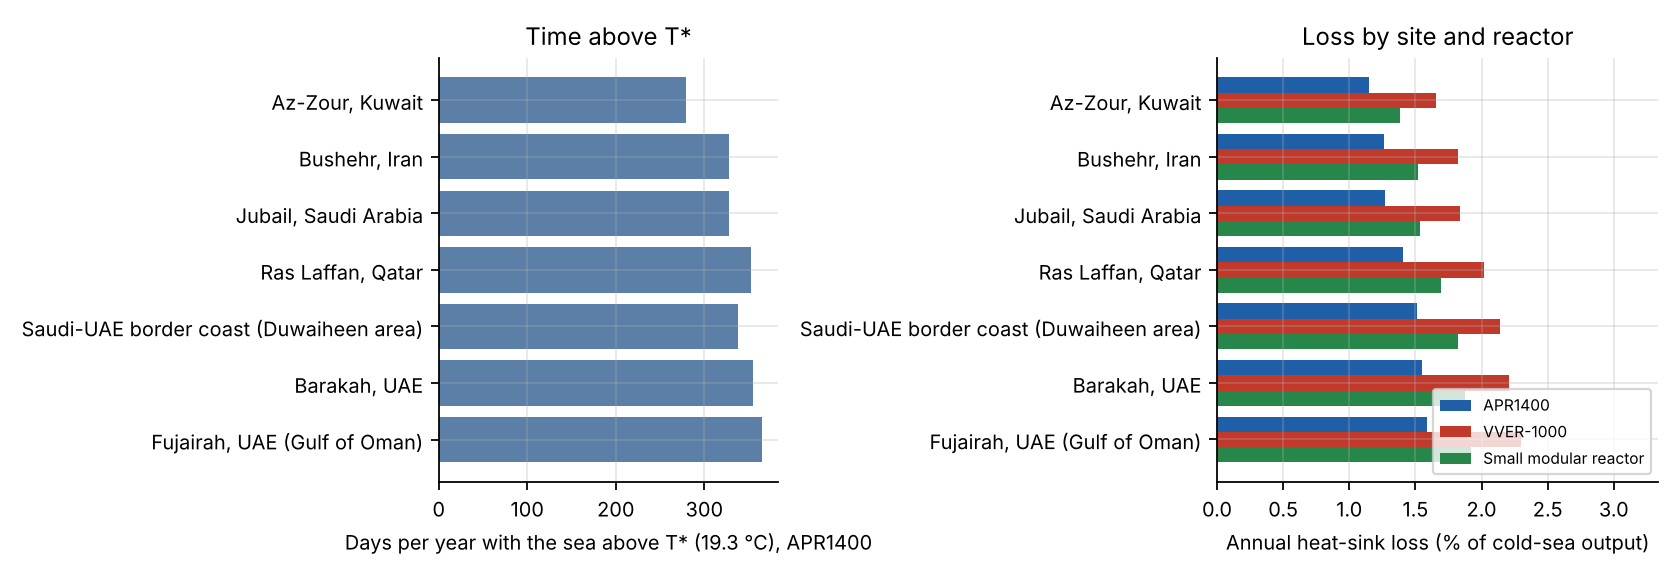 Time above T*
Az-Zour, Kuwait
Bushehr, Iran
Jubail, Saudi Arabia
Ras Laffan, Qatar
Saudi-UAE border coast (Duwaiheen area)
Barakah, UAE
Fujairah, UAE (Gulf of Oman)
0 100 200 300
Days per year with the sea above T* (19.3 °C), APR1400
Loss by site and reactor
Az-Zour, Kuwait
Bushehr, Iran
Jubail, Saudi Arabia
Ras Laffan, Qatar
Saudi-UAE border coast (Duwaiheen area)
Barakah, UAE
Fujairah, UAE (Gulf of Oman)
APR1400
VVER-1000
Small modular reactor
0.0 0.5 1.0 1.5 2.0 2.5 3.0
Annual heat-sink loss (% of cold-sea output)